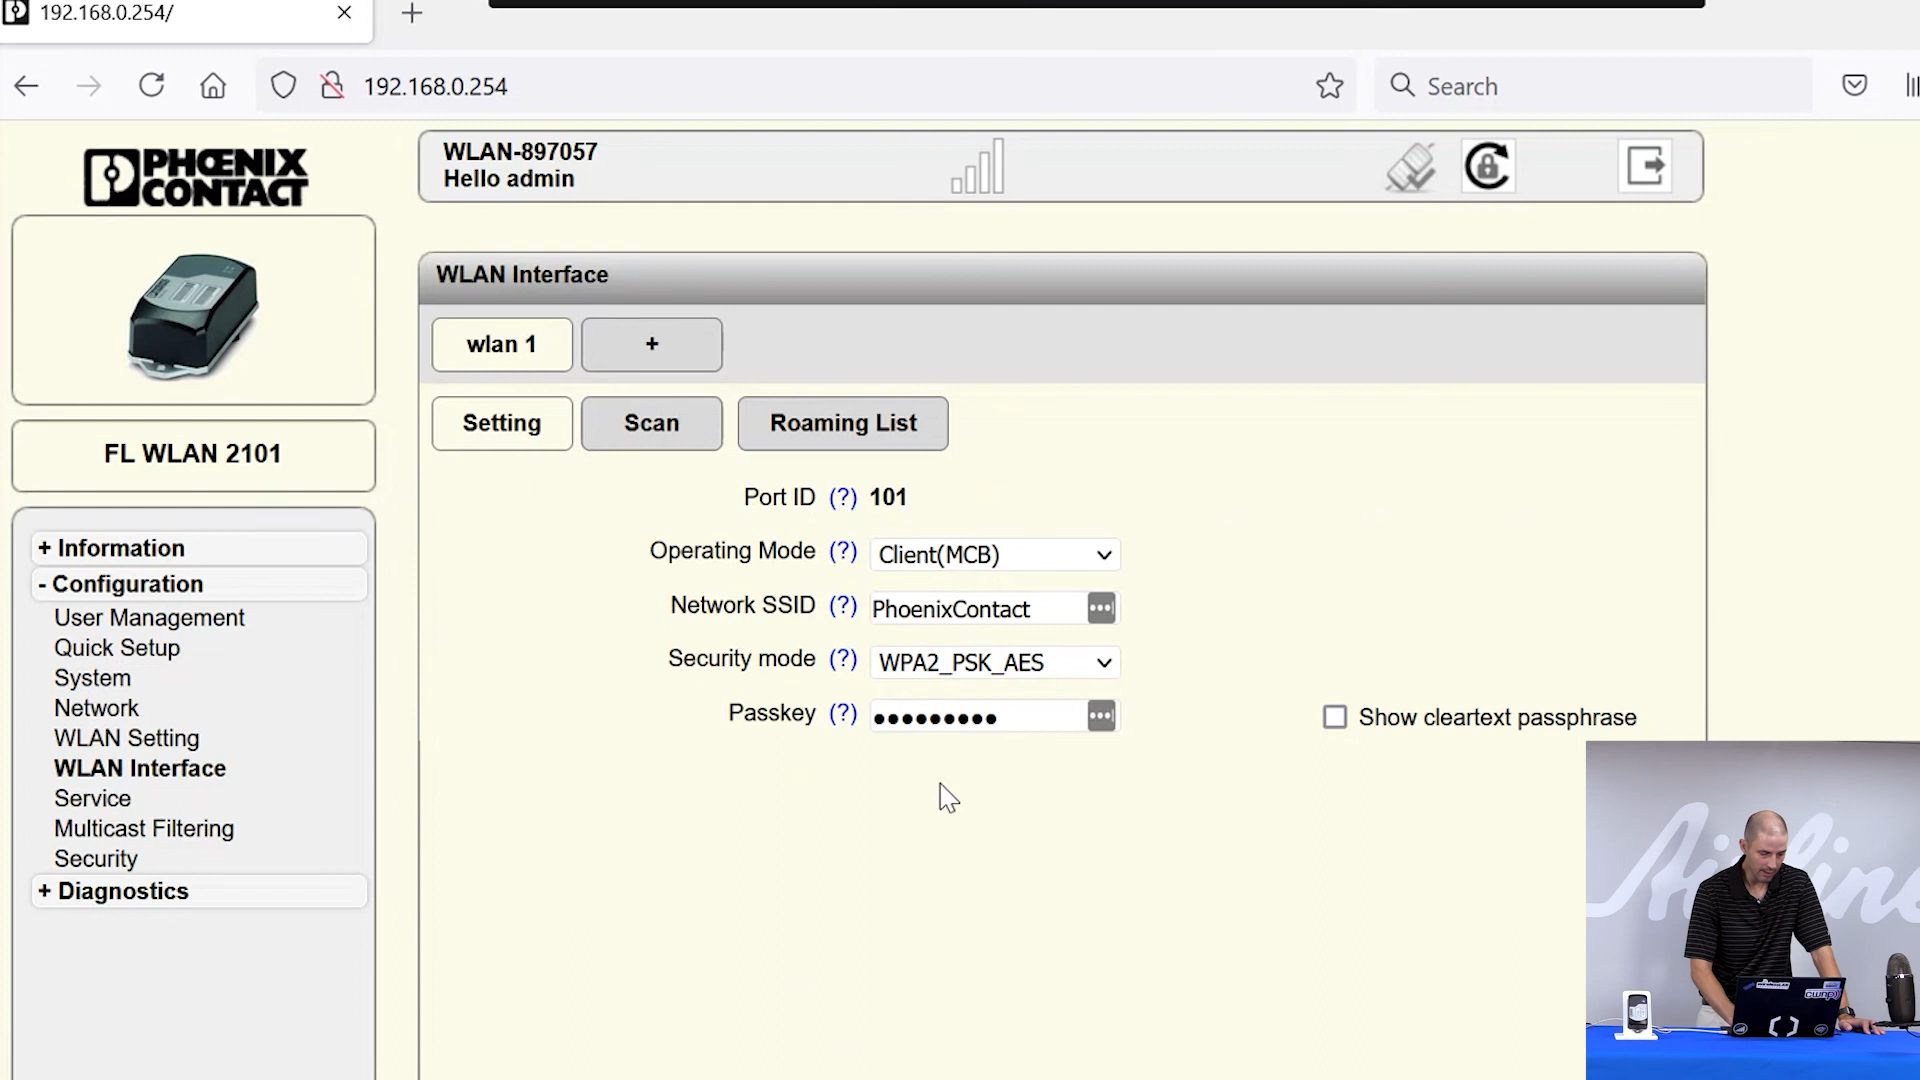 192.168.0.254/
192.168.0.254
Search
PHŒNIX
CONTACT
WLAN-897057
Hello admin
FL WLAN 2101
+ Information
- Configuration
User Management
Quick Setup
System
Network
WLAN Setting
WLAN Interface
Service
Multicast Filtering
Security
+ Diagnostics
WLAN Interface
wlan 1
+
Setting
Scan
Roaming List
Port ID (?) 101
Operating Mode (?) Client(MCB)
Network SSID (?) PhoenixContact
Security mode (?) WPA2_PSK_AES
Passkey (?) ●●●●●●●●●
Show cleartext passphrase